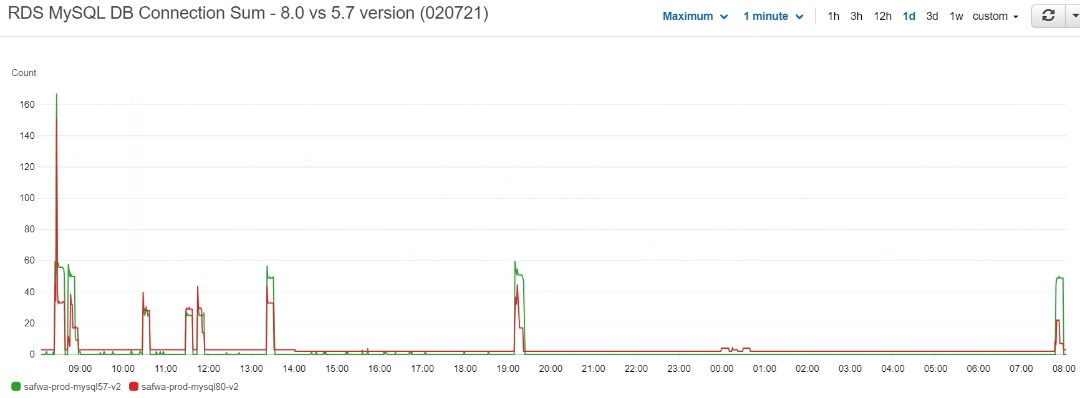 RDS MySQL DB Connection Sum - 8.0 vs 5.7 version (020721)
Maximum 1 minute 1h 3h 12h 1d 3d 1w custom
Count
160
140
120
100
80
60
40
20
0
09:00 10:00 11:00 12:00 13:00 14:00 15:00 16:00 17:00 18:00 19:00 20:00 21:00 22:00 23:00 00:00 01:00 02:00 03:00 04:00 05:00 06:00 07:00 08:00
safwa-prod-mysql57-v2 safwa-prod-mysql80-v2